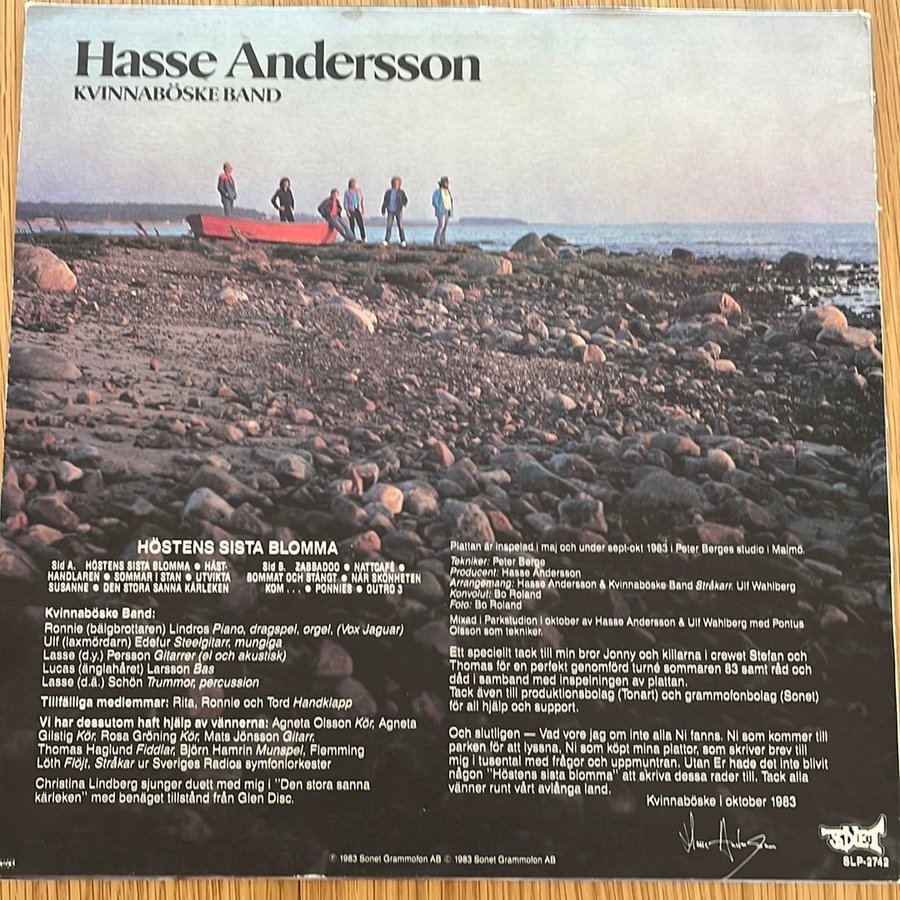 Hasse Andersson
KVINNABÖSKE BAND
HÖSTENS SISTA BLOMMA
Sid A. HÖSTENS SISTA BLOMMA ● HÄST-
HANDLAREN ● SOMMAR I STAN ● UTVIKTA
SUSANNE ● DEN STORA SANNA KÄRLEKEN
Sid B. ZABBADOO ● NATTCAFÉ ●
BOMMAT OCH STÄNGT ● NÄR SKÖNHETEN
KOM . . . ● PONNIES ● OUTRO 3
Kvinnaböske Band:
Ronnie (bälgbrottaren) Lindros Piano, dragspel, orgel, (Vox Jaguar)
Ulf (laxmördarn) Edefur Steelgitarr, mungiga
Lasse (d.y.) Persson Gitarrer (el och akustisk)
Lucas (änglahåret) Larsson Bas
Lasse (d.ä.) Schön Trummor, percussion
Tillfälliga medlemmar: Rita, Ronnie och Tord Handklapp
Vi har dessutom haft hjälp av vännerna: Agneta Olsson Kör, Agneta
Gilstig Kör, Rosa Gröning Kör, Mats Jönsson Gitarr,
Thomas Haglund Fiddlar, Björn Hamrin Munspel, Flemming
Löth Flöjt, Stråkar ur Sveriges Radios symfoniorkester
Christina Lindberg sjunger duett med mig i "Den stora sanna
kärleken" med benäget tillstånd från Glen Disc.
Plattan är inspelad i maj och under sept-okt 1983 i Peter Berges studio i Malmö.
Tekniker: Peter Berge
Producent: Hasse Andersson
Arrangemang: Hasse Andersson & Kvinnaböske Band Stråkarr. Ulf Wahlberg
Konvolut: Bo Roland
Foto: Bo Roland
Mixad i Parkstudion i oktober av Hasse Andersson & Ulf Wahlberg med Pontus
Olsson som tekniker.
Ett speciellt tack till min bror Jonny och killarna i crewet Stefan och
Thomas för en perfekt genomförd turné sommaren 83 samt råd och
dåd i samband med inspelningen av plattan.
Tack även till produktionsbolag (Tonart) och grammofonbolag (Sonet)
för all hjälp och support.
Och slutligen — Vad vore jag om inte alla Ni fanns. Ni som kommer till
parken för att lyssna, Ni som köpt mina plattor, som skriver brev till
mig i tusental med frågor och uppmuntran. Utan Er hade det inte blivit
någon "Höstens sista blomma" att skriva dessa rader till. Tack alla
vänner runt vårt avlånga land.
Kvinnaböske i oktober 1983
Hasse Andersson
SONET
SLP-2742
℗ 1983 Sonet Grammofon AB © 1983 Sonet Grammofon AB